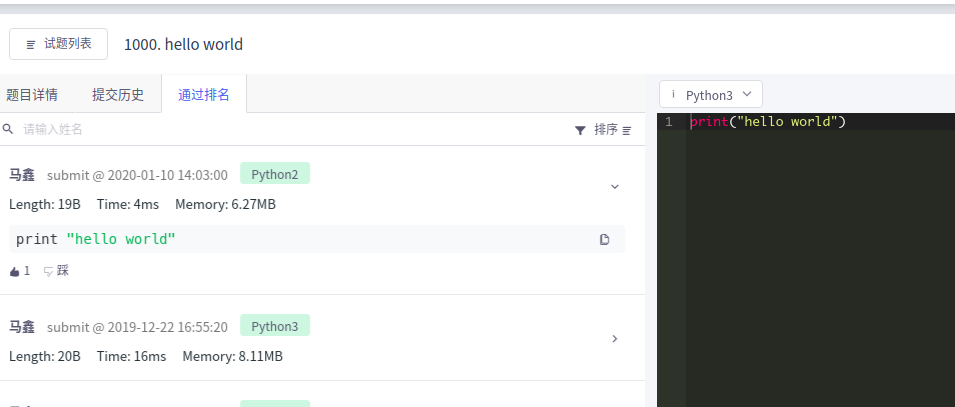 试题列表 1000. hello world
题目详情 提交历史 通过排名
请输入姓名 排序
马鑫 submit @ 2020-01-10 14:03:00 Python2
Length: 19B Time: 4ms Memory: 6.27MB
print "hello world"
1 踩
马鑫 submit @ 2019-12-22 16:55:20 Python3
Length: 20B Time: 16ms Memory: 8.11MB
i Python3
1 print("hello world")